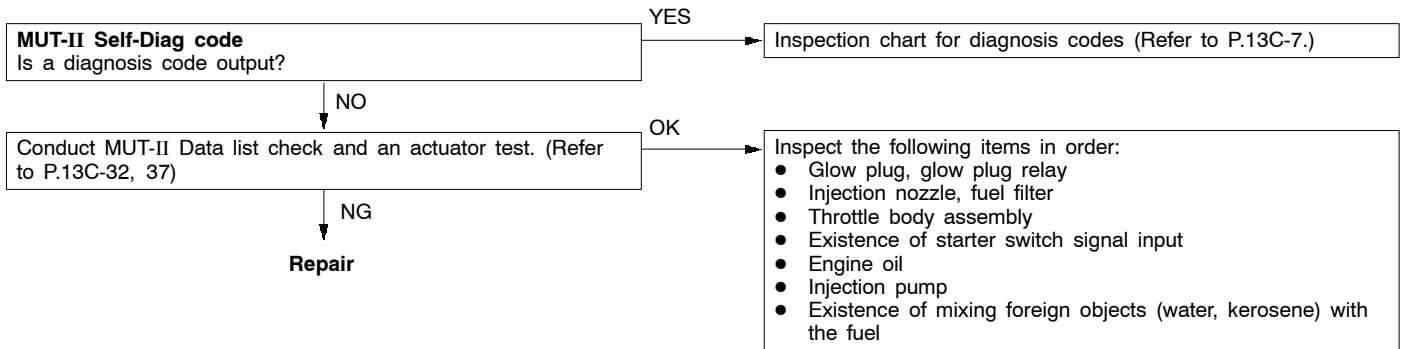 MUT-II Self-Diag code
Is a diagnosis code output?
YES
Inspection chart for diagnosis codes (Refer to P.13C-7.)
NO
Conduct MUT-II Data list check and an actuator test. (Refer
to P.13C-32, 37)
OK
Inspect the following items in order:
● Glow plug, glow plug relay
● Injection nozzle, fuel filter
● Throttle body assembly
● Existence of starter switch signal input
● Engine oil
● Injection pump
● Existence of mixing foreign objects (water, kerosene) with
the fuel
NG
Repair